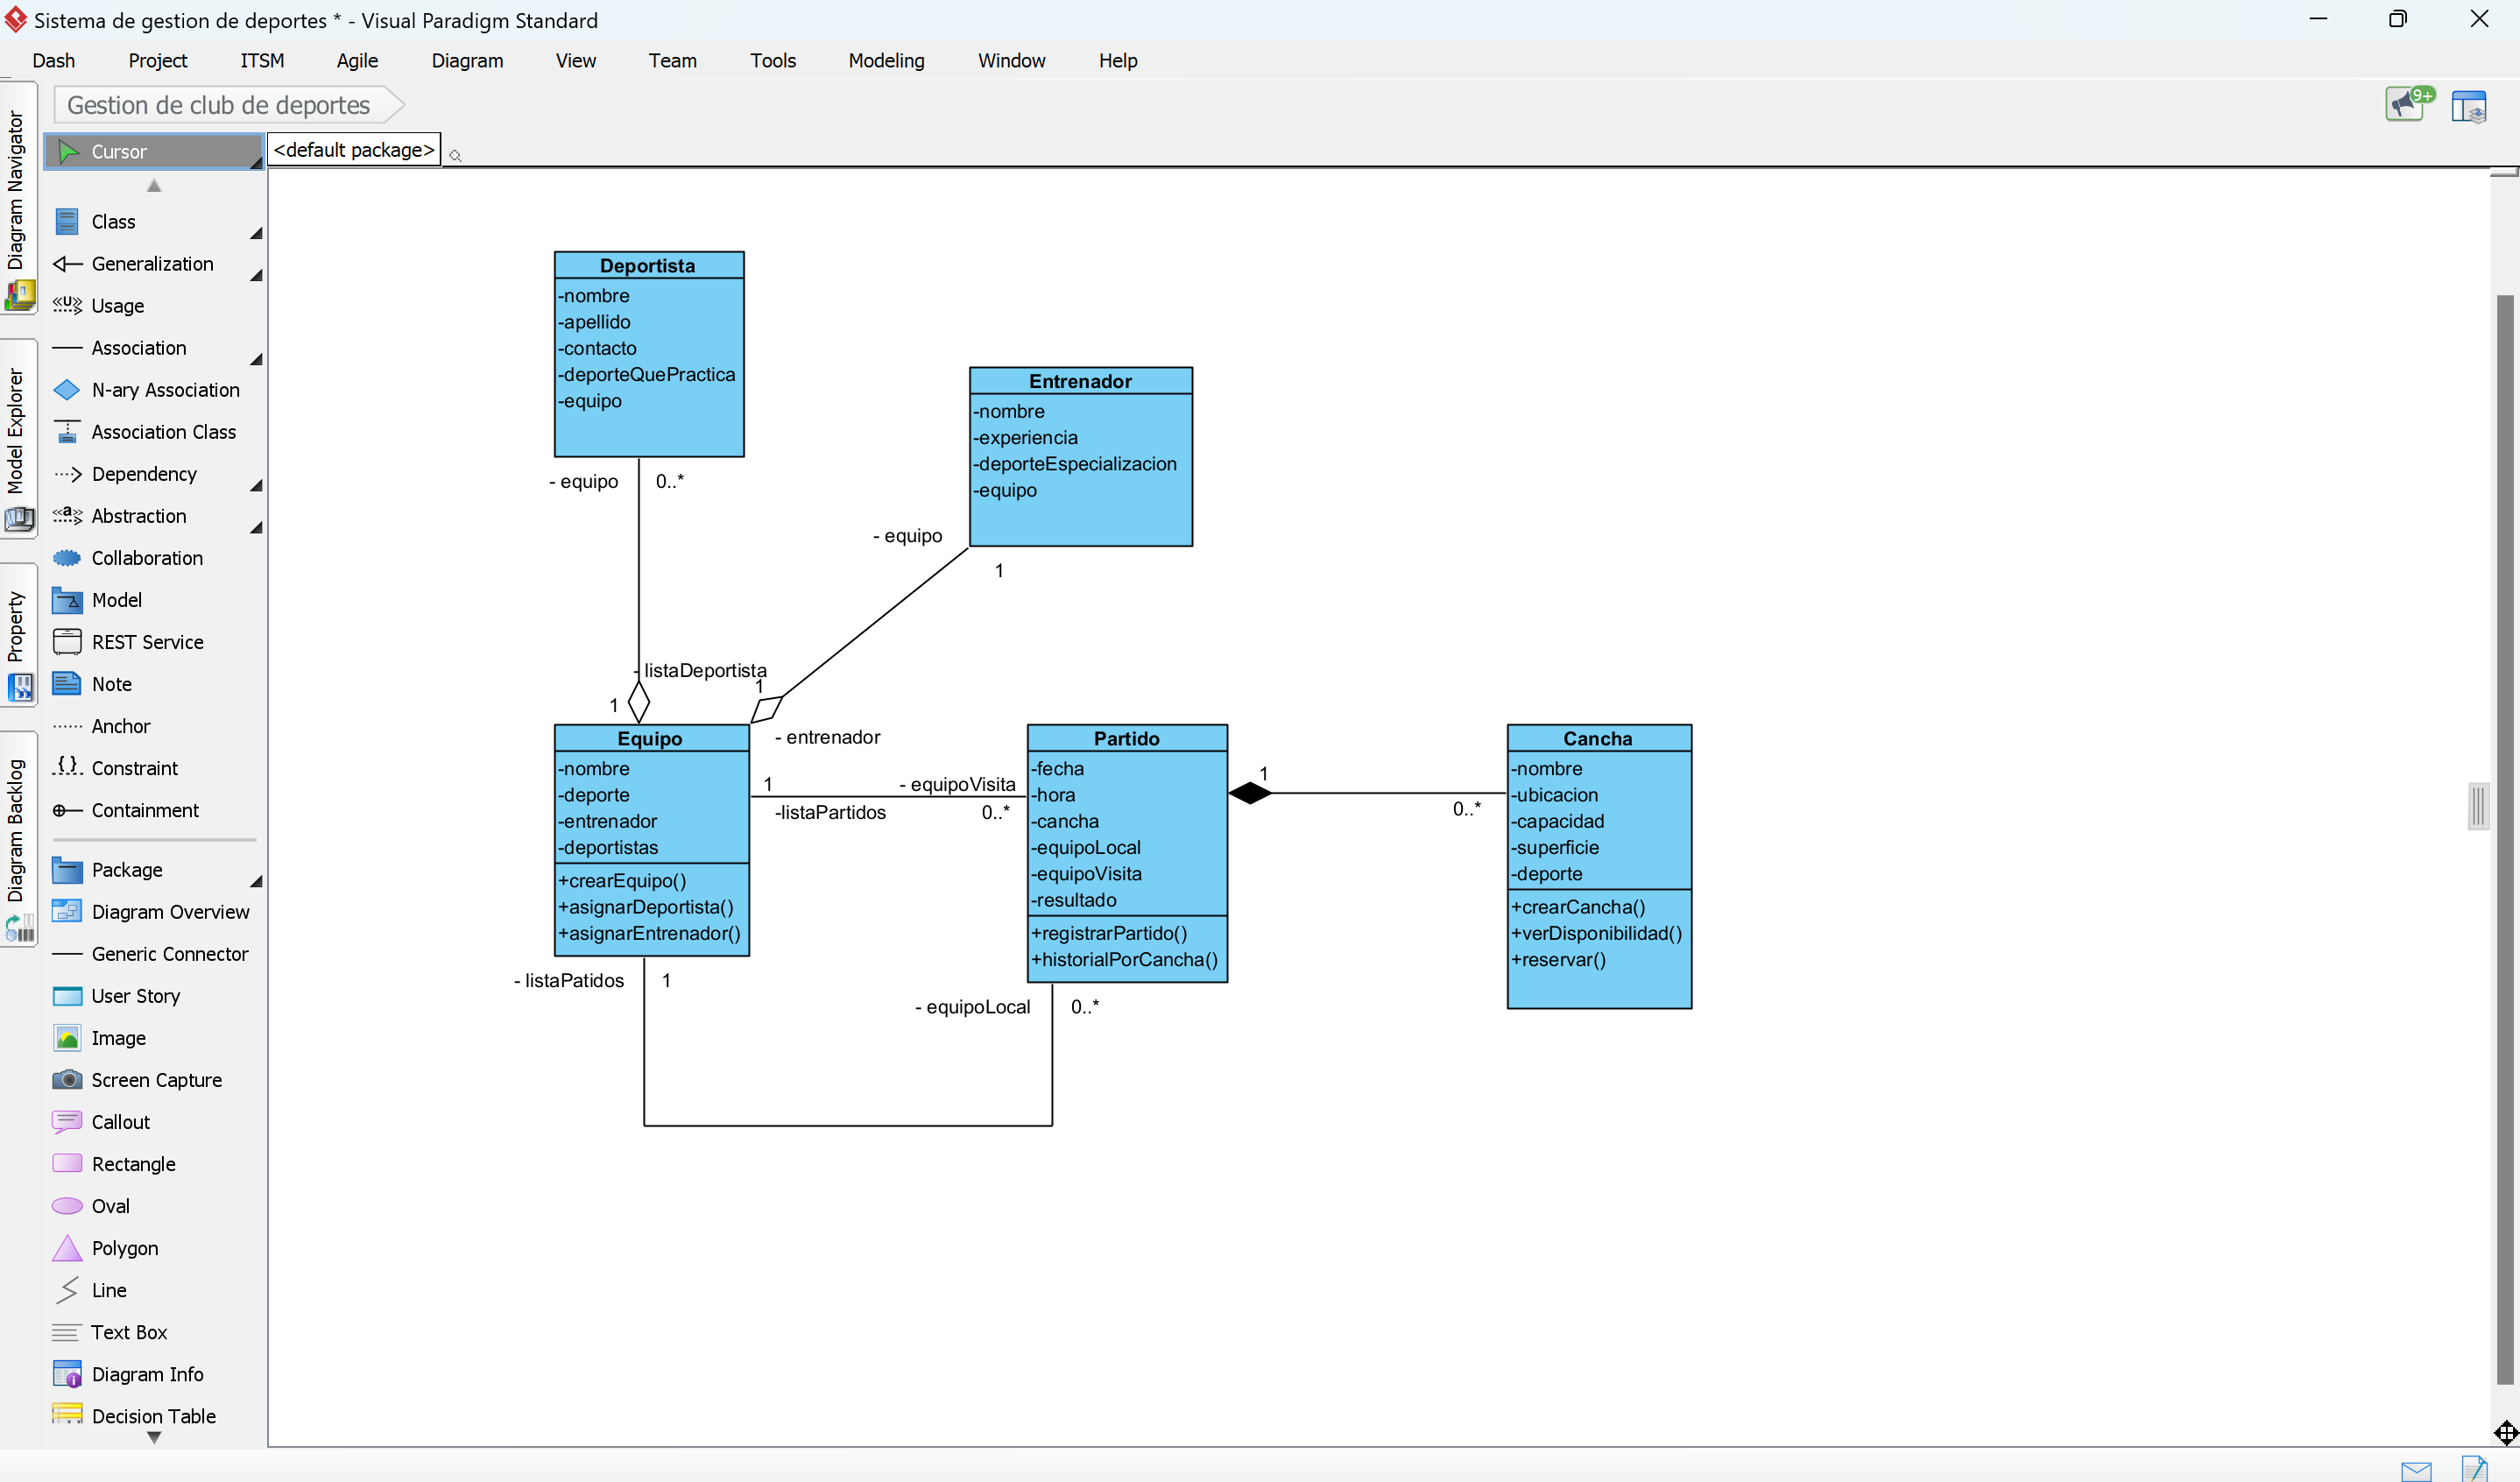 Sistema de gestion de deportes * - Visual Paradigm Standard
Dash Project ITSM Agile Diagram View Team Tools Modeling Window Help
Gestion de club de deportes
9+
Diagram Navigator
Model Explorer
Property
Diagram Backlog
Cursor
<default package>
Class
Generalization
«U» Usage
Association
N-ary Association
Association Class
Dependency
«a» Abstraction
Collaboration
Model
REST Service
Note
Anchor
{} Constraint
Containment
Package
Diagram Overview
Generic Connector
User Story
Image
Screen Capture
Callout
Rectangle
Oval
Polygon
Line
Text Box
Diagram Info
Decision Table
Deportista
-nombre
-apellido
-contacto
-deporteQuePractica
-equipo
- equipo
0..*
Entrenador
-nombre
-experiencia
-deporteEspecializacion
-equipo
- equipo
1
- listaDeportista
1
1
- entrenador
Equipo
-nombre
-deporte
-entrenador
-deportistas
+crearEquipo()
+asignarDeportista()
+asignarEntrenador()
1
- equipoVisita
-listaPartidos
0..*
Partido
-fecha
-hora
-cancha
-equipoLocal
-equipoVisita
-resultado
+registrarPartido()
+historialPorCancha()
1
0..*
Cancha
-nombre
-ubicacion
-capacidad
-superficie
-deporte
+crearCancha()
+verDisponibilidad()
+reservar()
- listaPatidos
1
- equipoLocal
0..*